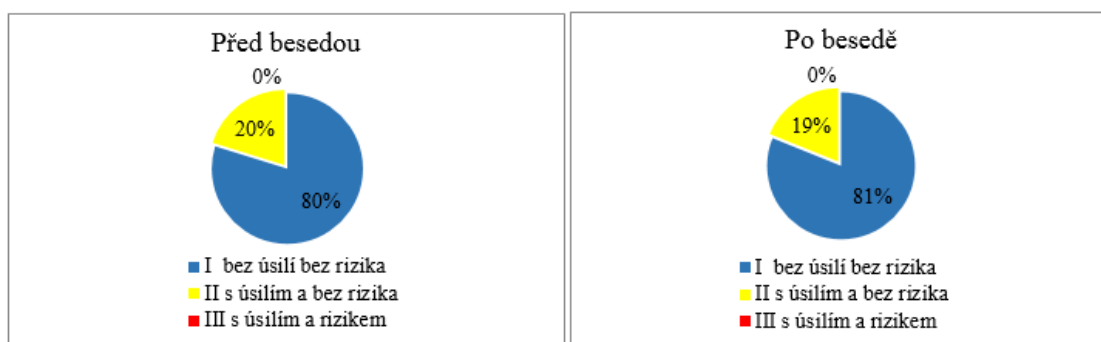 Před besedou
0%
20%
80%
I bez úsilí bez rizika
II s úsilím a bez rizika
III s úsilím a rizikem
Po besedě
0%
19%
81%
I bez úsilí bez rizika
II s úsilím a bez rizika
III s úsilím a rizikem